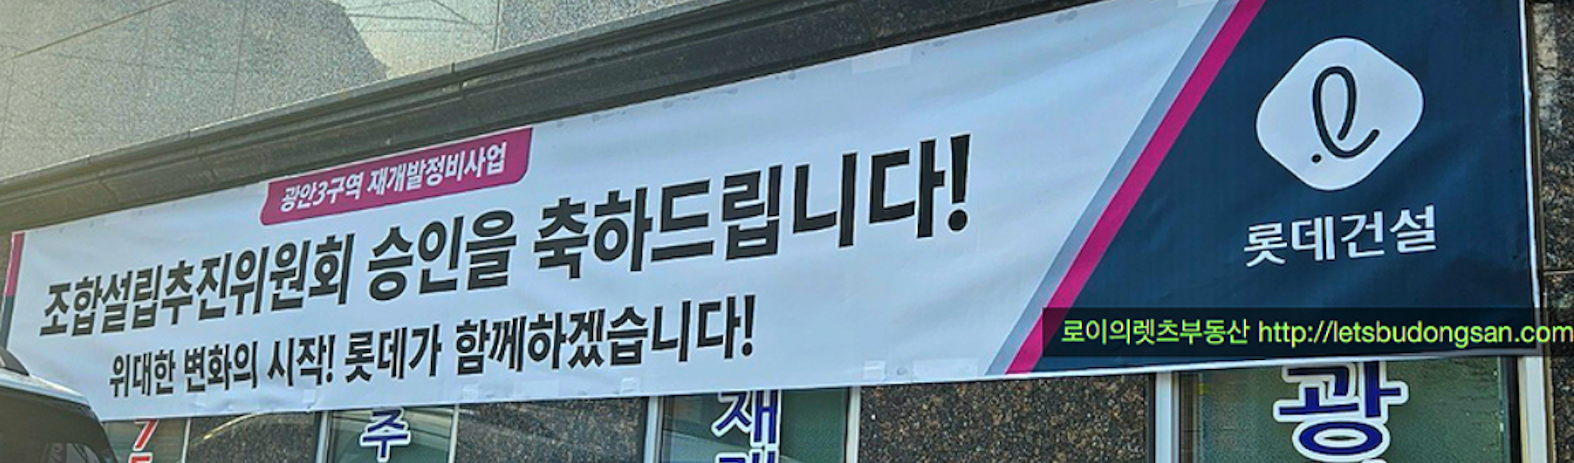 광안3구역 재개발정비사업
조합설립추진위원회 승인을 축하드립니다!
위대한 변화의 시작! 롯데가 함께하겠습니다!
롯데건설
로이의렛츠부동산 http://letsbudongsan.com
주
재
광